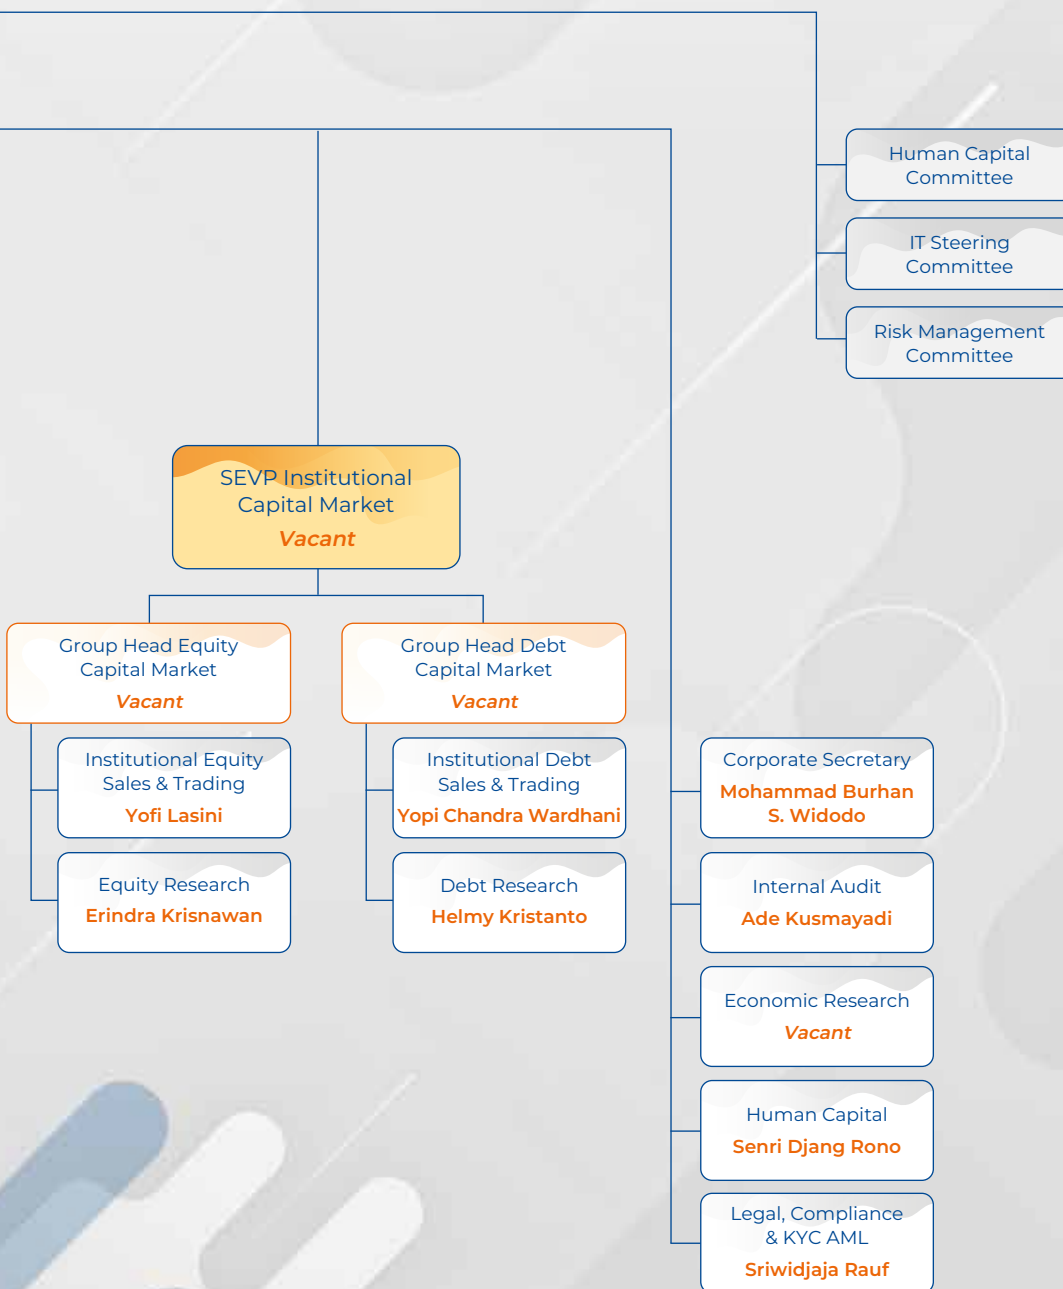 Human Capital
Committee
IT Steering
Committee
Risk Management
Committee
SEVP Institutional
Capital Market
Vacant
Group Head Equity
Capital Market
Vacant
Group Head Debt
Capital Market
Vacant
Institutional Equity
Sales & Trading
Yofi Lasini
Institutional Debt
Sales & Trading
Yopi Chandra Wardhani
Corporate Secretary
Mohammad Burhan
S. Widodo
Equity Research
Erindra Krisnawan
Debt Research
Helmy Kristanto
Internal Audit
Ade Kusmayadi
Economic Research
Vacant
Human Capital
Senri Djang Rono
Legal, Compliance
& KYC AML
Sriwidjaja Rauf